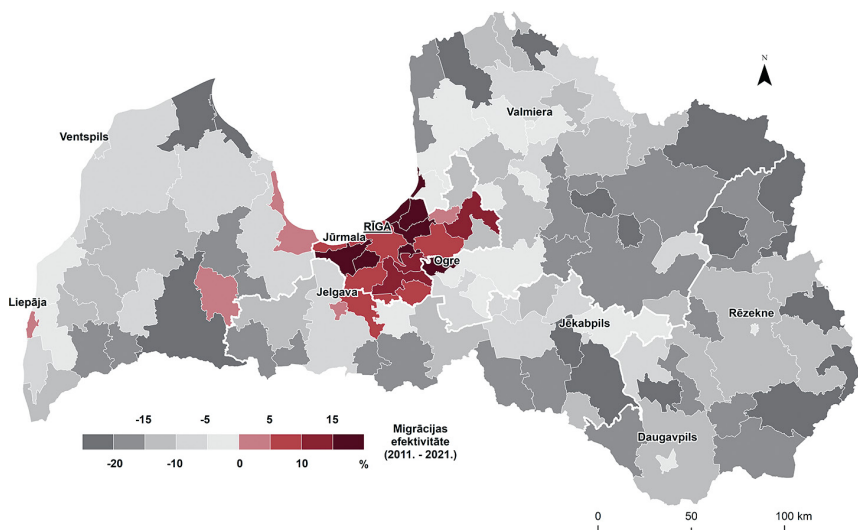 N
Valmiera
Ventspils
RĪGA
Jūrmala
Ogre
Jelgava
Liepāja
Jēkabpils
Rēzekne
Daugavpils
-15 -5 5 15
-20 -10 0 10 %
Migrācijas
efektivitāte
(2011. - 2021.)
0 50 100 km